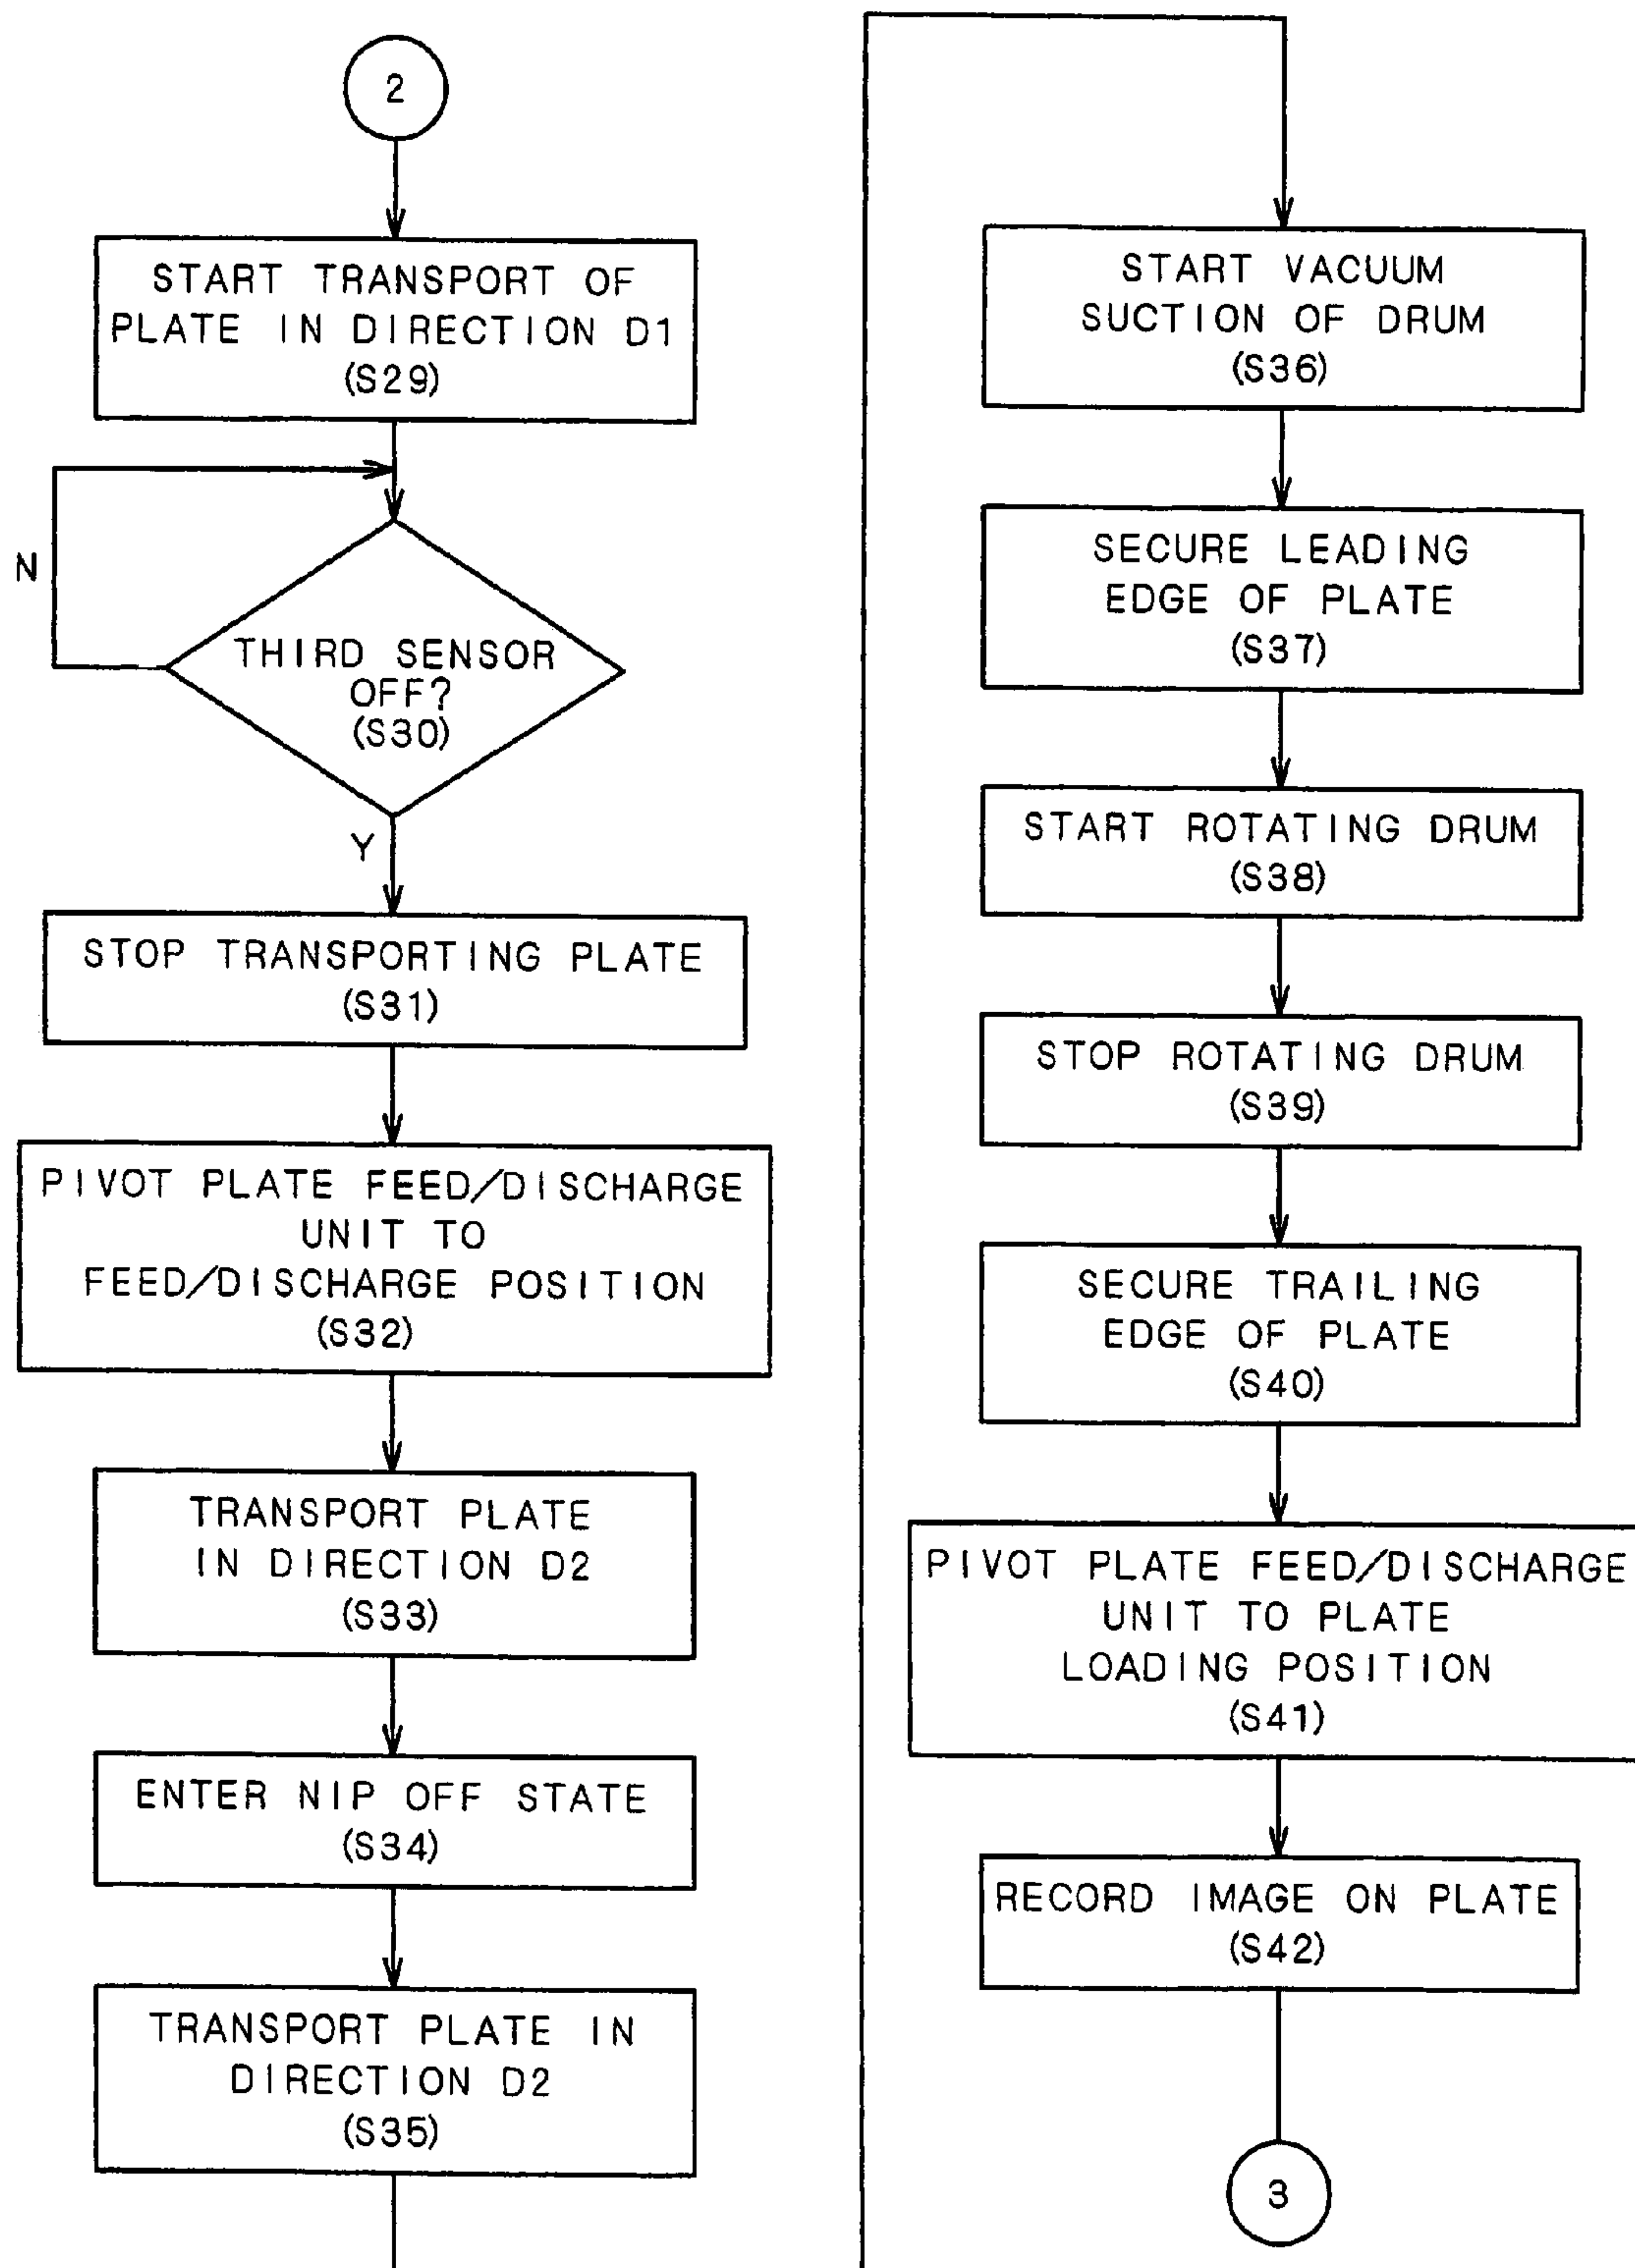 2
START TRANSPORT OF
PLATE IN DIRECTION D1
(S29)
N
THIRD SENSOR
OFF?
(S30)
Y
STOP TRANSPORTING PLATE
(S31)
PIVOT PLATE FEED/DISCHARGE
UNIT TO
FEED/DISCHARGE POSITION
(S32)
TRANSPORT PLATE
IN DIRECTION D2
(S33)
ENTER NIP OFF STATE
(S34)
TRANSPORT PLATE IN
DIRECTION D2
(S35)
START VACUUM
SUCTION OF DRUM
(S36)
SECURE LEADING
EDGE OF PLATE
(S37)
START ROTATING DRUM
(S38)
STOP ROTATING DRUM
(S39)
SECURE TRAILING
EDGE OF PLATE
(S40)
PIVOT PLATE FEED/DISCHARGE
UNIT TO PLATE
LOADING POSITION
(S41)
RECORD IMAGE ON PLATE
(S42)
3